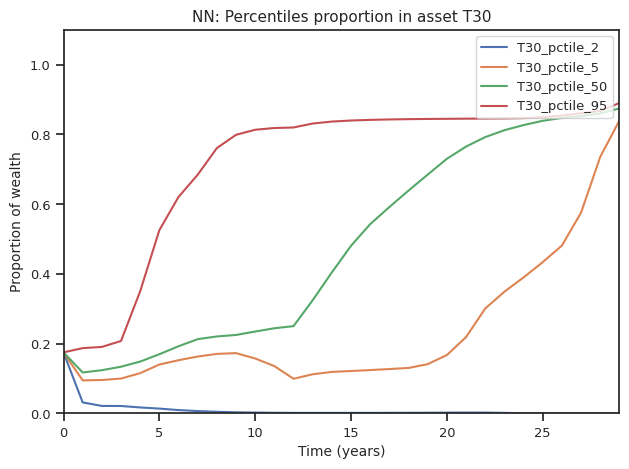 NN: Percentiles proportion in asset T30
T30_pctile_2
T30_pctile_5
T30_pctile_50
T30_pctile_95
Proportion of wealth
1.0
0.8
0.6
0.4
0.2
0.0
0 5 10 15 20 25
Time (years)